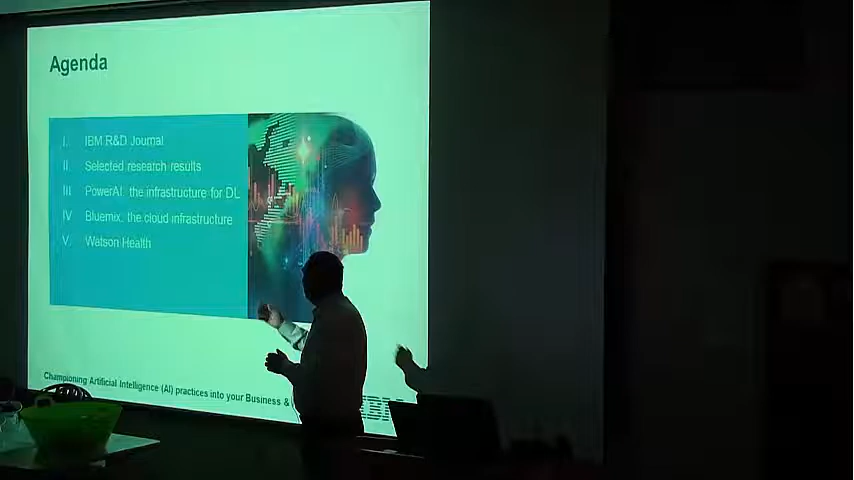 Agenda
I. IBM R&D Journal
II. Selected research results
III PowerAI the infrastructure for DL
IV Bluemix, the cloud infrastructure
V. Watson Health
Championing Artificial Intelligence (AI) practices into your Business &
IBM